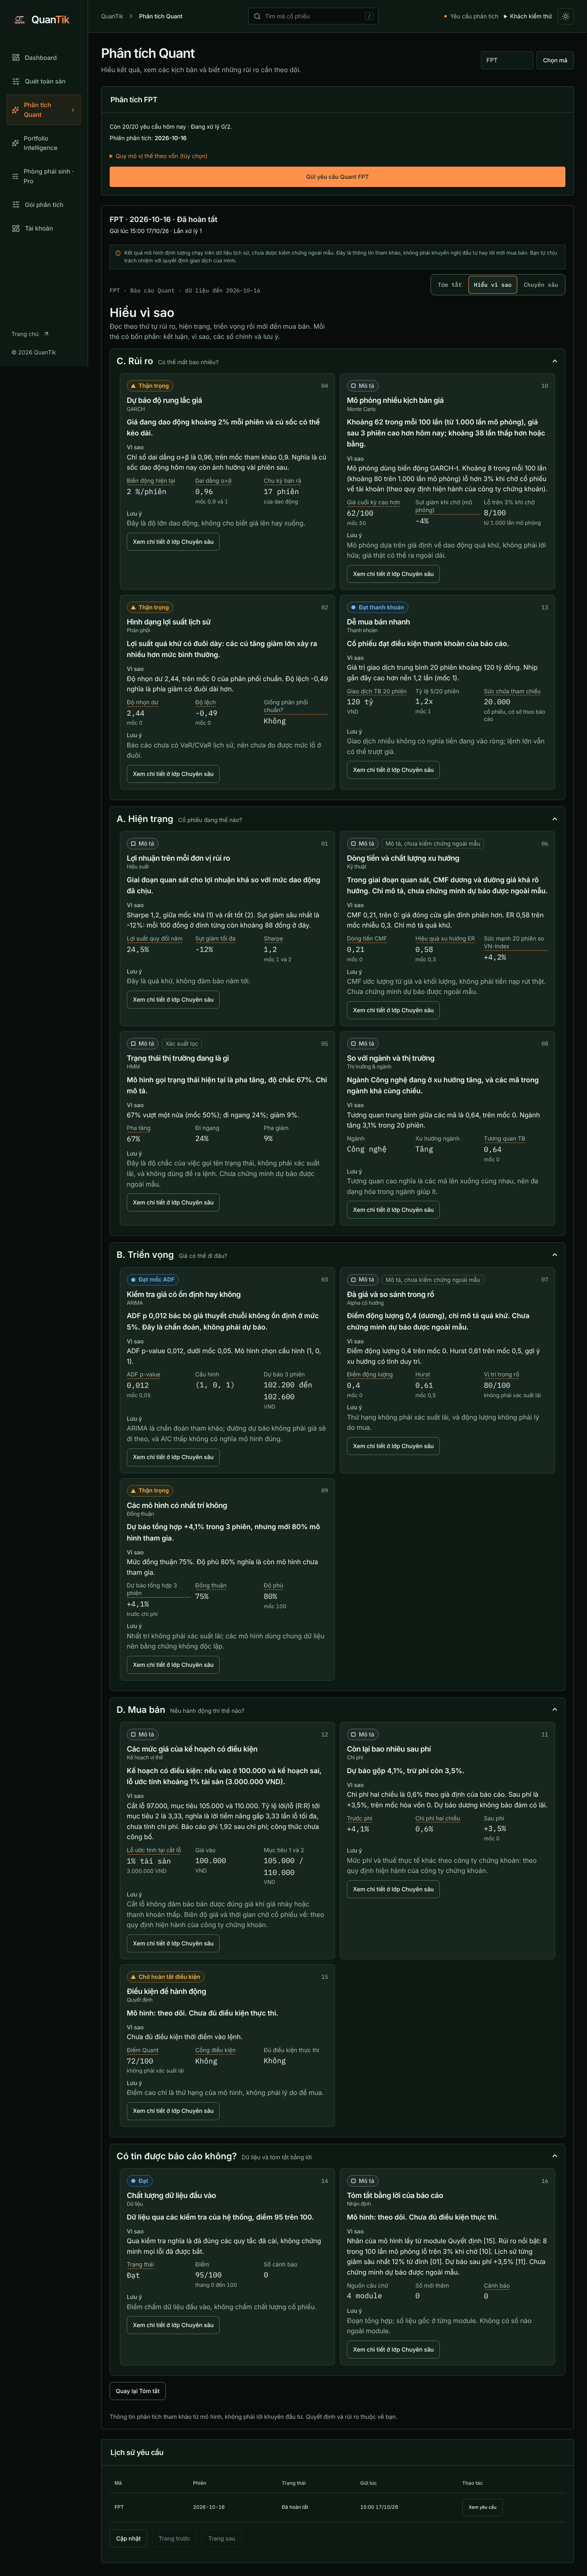 QuanTik
Dashboard
Quét toàn sàn
Phân tích
Quant
Portfolio
Intelligence
Phòng phái sinh ·
Pro
Gói phân tích
Tài khoản
Trang chủ
© 2026 QuanTik
QuanTik > Phân tích Quant
Tìm mã cổ phiếu /
Yêu cầu phân tích
Khách kiểm thử
Phân tích Quant
Hiểu kết quả, xem các kịch bản và biết những rủi ro cần theo dõi.
FPT
Chọn mã
Phân tích FPT
Còn 20/20 yêu cầu hôm nay · Đang xử lý 0/2.
Phiên phân tích: 2026-10-16
Quy mô vị thế theo vốn (tùy chọn)
Gửi yêu cầu Quant FPT
FPT · 2026-10-16 · Đã hoàn tất
Gửi lúc 15:00 17/10/26 · Lần xử lý 1
Kết quả mô hình định lượng chạy trên dữ liệu lịch sử, chưa được kiểm chứng ngoài mẫu. Đây là thông tin tham khảo, không phải khuyến nghị đầu tư hay lời mời mua bán. Bạn tự chịu
trách nhiệm với quyết định giao dịch của mình.
FPT · Báo cáo Quant · dữ liệu đến 2026-10-16
Tóm tắt
Hiểu vì sao
Chuyên sâu
Hiểu vì sao
Đọc theo thứ tự rủi ro, hiện trạng, triển vọng rồi mới đến mua bán. Mỗi
thẻ có bốn phần: kết luận, vì sao, các số chính và lưu ý.
C. Rủi ro Có thể mất bao nhiêu?
Thận trọng 04
Dự báo độ rung lắc giá
GARCH
Giá đang dao động khoảng 2% mỗi phiên và cú sốc có thể
kéo dài.
Vì sao
Chỉ số dai dẳng α+β là 0,96, trên mốc tham khảo 0,9. Nghĩa là cú
sốc dao động hôm nay còn ảnh hưởng vài phiên sau.
Biến động hiện tại
2 %/phiên
Dai dẳng α+β
0,96
mốc 0,9 và 1
Chu kỳ bán rã
17 phiên
của dao động
Lưu ý
Đây là độ lớn dao động, không cho biết giá lên hay xuống.
Xem chi tiết ở lớp Chuyên sâu
Mô tả 10
Mô phỏng nhiều kịch bản giá
Monte Carlo
Khoảng 62 trong mỗi 100 lần (từ 1.000 lần mô phỏng), giá
sau 3 phiên cao hơn hôm nay; khoảng 38 lần thấp hơn hoặc
bằng.
Vì sao
Mô phỏng dùng biến động GARCH-t. Khoảng 8 trong mỗi 100 lần
(khoảng 80 trên 1.000 lần mô phỏng) lỗ hơn 3% khi chờ cổ phiếu
về tài khoản (theo quy định hiện hành của công ty chứng khoán).
Giá cuối kỳ cao hơn
62/100
mốc 50
Sụt giảm khi chờ (mô
phỏng)
-4%
Lỗ trên 3% khi chờ
8/100
từ 1.000 lần mô phỏng
Lưu ý
Mô phỏng dựa trên giả định về dao động quá khứ, không phải lời
hứa; giá thật có thể ra ngoài dải.
Xem chi tiết ở lớp Chuyên sâu
Thận trọng 02
Hình dạng lợi suất lịch sử
Phân phối
Lợi suất quá khứ có đuôi dày: các cú tăng giảm lớn xảy ra
nhiều hơn mức bình thường.
Vì sao
Độ nhọn dư 2,44, trên mốc 0 của phân phối chuẩn. Độ lệch -0,49
nghĩa là phía giảm có đuôi dài hơn.
Độ nhọn dư
2,44
mốc 0
Độ lệch
-0,49
mốc 0
Giống phân phối
chuẩn?
Không
Lưu ý
Báo cáo chưa có VaR/CVaR lịch sử, nên chưa đo được mức lỗ ở
đuôi.
Xem chi tiết ở lớp Chuyên sâu
Đạt thanh khoản 13
Dễ mua bán nhanh
Thanh khoản
Cổ phiếu đạt điều kiện thanh khoản của báo cáo.
Vì sao
Giá trị giao dịch trung bình 20 phiên khoảng 120 tỷ đồng. Nhịp
gần đây cao hơn nền 1,2 lần (mốc 1).
Giao dịch TB 20 phiên
120 tỷ
VND
Tỷ lệ 5/20 phiên
1,2x
mốc 1
Sức chứa tham chiếu
20.000
cổ phiếu, cơ sở theo báo
cáo
Lưu ý
Giao dịch nhiều không có nghĩa tiền đang vào ròng; lệnh lớn vẫn
có thể trượt giá.
Xem chi tiết ở lớp Chuyên sâu
A. Hiện trạng Cổ phiếu đang thế nào?
Mô tả 01
Lợi nhuận trên mỗi đơn vị rủi ro
Hiệu suất
Giai đoạn quan sát cho lợi nhuận khá so với mức dao động
đã chịu.
Vì sao
Sharpe 1,2, giữa mốc khá (1) và rất tốt (2). Sụt giảm sâu nhất là
-12%: mỗi 100 đồng ở đỉnh từng còn khoảng 88 đồng ở đáy.
Lợi suất quy đổi năm
24,5%
Sụt giảm tối đa
-12%
Sharpe
1,2
mốc 1 và 2
Lưu ý
Đây là quá khứ, không đảm bảo năm tới.
Xem chi tiết ở lớp Chuyên sâu
Mô tả Mô tả, chưa kiểm chứng ngoài mẫu 06
Dòng tiền và chất lượng xu hướng
Kỹ thuật
Trong giai đoạn quan sát, CMF dương và đường giá khá rõ
hướng. Chỉ mô tả, chưa chứng minh dự báo được ngoài mẫu.
Vì sao
CMF 0,21, trên 0: giá đóng cửa gần đỉnh phiên hơn. ER 0,58 trên
mốc nhiễu 0,3. Chỉ mô tả quá khứ.
Dòng tiền CMF
0,21
mốc 0
Hiệu quả xu hướng ER
0,58
mốc 0,3
Sức mạnh 20 phiên so
VN-Index
+4,2%
Lưu ý
CMF ước lượng từ giá và khối lượng, không phải tiền nạp rút thật.
Chưa chứng minh dự báo được ngoài mẫu.
Xem chi tiết ở lớp Chuyên sâu
Mô tả Xác suất lọc 05
Trạng thái thị trường đang là gì
HMM
Mô hình gọi trạng thái hiện tại là pha tăng, độ chắc 67%. Chỉ
mô tả.
Vì sao
67% vượt một nửa (mốc 50%); đi ngang 24%; giảm 9%.
Pha tăng
67%
Đi ngang
24%
Pha giảm
9%
Lưu ý
Đây là độ chắc của việc gọi tên trạng thái, không phải xác suất
lãi, và không dùng để ra lệnh. Chưa chứng minh dự báo được
ngoài mẫu.
Xem chi tiết ở lớp Chuyên sâu
Mô tả 08
So với ngành và thị trường
Thị trường & ngành
Ngành Công nghệ đang ở xu hướng tăng, và các mã trong
ngành khá cùng chiều.
Vì sao
Tương quan trung bình giữa các mã là 0,64, trên mốc 0. Ngành
tăng 3,1% trong 20 phiên.
Ngành
Công nghệ
Xu hướng ngành
Tăng
Tương quan TB
0,64
mốc 0
Lưu ý
Tương quan cao nghĩa là các mã lên xuống cùng nhau, nên đa
dạng hóa trong ngành giúp ít.
Xem chi tiết ở lớp Chuyên sâu
B. Triển vọng Giá có thể đi đâu?
Đạt mốc ADF 03
Kiểm tra giá có ổn định hay không
ARIMA
ADF p 0,012 bác bỏ giả thuyết chuỗi không ổn định ở mức
5%. Đây là chẩn đoán, không phải dự báo.
Vì sao
ADF p-value 0,012, dưới mốc 0,05. Mô hình chọn cấu hình (1, 0,
1).
ADF p-value
0,012
mốc 0,05
Cấu hình
(1, 0, 1)
Dự báo 3 phiên
102.200 đến
102.600
VND
Lưu ý
ARIMA là chẩn đoán tham khảo; đường dự báo không phải giá sẽ
đi theo, và AIC thấp không có nghĩa mô hình đúng.
Xem chi tiết ở lớp Chuyên sâu
Mô tả Mô tả, chưa kiểm chứng ngoài mẫu 07
Đà giá và so sánh trong rổ
Alpha có hướng
Điểm động lượng 0,4 (dương), chỉ mô tả quá khứ. Chưa
chứng minh dự báo được ngoài mẫu.
Vì sao
Điểm động lượng 0,4 trên mốc 0. Hurst 0,61 trên mốc 0,5, gợi ý
xu hướng có tính duy trì.
Điểm động lượng
0,4
mốc 0
Hurst
0,61
mốc 0,5
Vị trí trong rổ
80/100
không phải xác suất lãi
Lưu ý
Thứ hạng không phải xác suất lãi, và động lượng không phải lý
do mua.
Xem chi tiết ở lớp Chuyên sâu
Thận trọng 09
Các mô hình có nhất trí không
Đồng thuận
Dự báo tổng hợp +4,1% trong 3 phiên, nhưng mới 80% mô
hình tham gia.
Vì sao
Mức đồng thuận 75%. Độ phủ 80% nghĩa là còn mô hình chưa
tham gia.
Dự báo tổng hợp 3
phiên
+4,1%
trước chi phí
Đồng thuận
75%
Độ phủ
80%
mốc 100
Lưu ý
Nhất trí không phải xác suất lãi; các mô hình dùng chung dữ liệu
nên bằng chứng không độc lập.
Xem chi tiết ở lớp Chuyên sâu
D. Mua bán Nếu hành động thì thế nào?
Mô tả 12
Các mức giá của kế hoạch có điều kiện
Kế hoạch vị thế
Kế hoạch có điều kiện: nếu vào ở 100.000 và kế hoạch sai,
lỗ ước tính khoảng 1% tài sản (3.000.000 VND).
Vì sao
Cắt lỗ 97.000, mục tiêu 105.000 và 110.000. Tỷ lệ lời/lỗ (R:R) tới
mục tiêu 2 là 3,33, nghĩa là lời tiềm năng gấp 3,33 lần lỗ tối đa,
chưa tính chi phí. Báo cáo ghi 1,92 sau chi phí; công thức chưa
công bố.
Lỗ ước tính tại cắt lỗ
1% tài sản
3.000.000 VND
Giá vào
100.000
VND
Mục tiêu 1 và 2
105.000 /
110.000
VND
Lưu ý
Cắt lỗ không đảm bảo bán được đúng giá khi giá nhảy hoặc
thanh khoản thấp. Biên độ giá và thời gian chờ cổ phiếu về: theo
quy định hiện hành của công ty chứng khoán.
Xem chi tiết ở lớp Chuyên sâu
Mô tả 11
Còn lại bao nhiêu sau phí
Chi phí
Dự báo gộp 4,1%, trừ phí còn 3,5%.
Vì sao
Chi phí hai chiều là 0,6% theo giả định của báo cáo. Sau phí là
+3,5%, trên mốc hòa vốn 0. Dự báo dương không bảo đảm có lãi.
Trước phí
+4,1%
Chi phí hai chiều
0,6%
Sau phí
+3,5%
mốc 0
Lưu ý
Mức phí và thuế thực tế khác theo công ty chứng khoán: theo
quy định hiện hành của công ty chứng khoán.
Xem chi tiết ở lớp Chuyên sâu
Chờ hoàn tất điều kiện 15
Điều kiện để hành động
Quyết định
Mô hình: theo dõi. Chưa đủ điều kiện thực thi.
Vì sao
Chưa đủ điều kiện thời điểm vào lệnh.
Điểm Quant
72/100
không phải xác suất lãi
Cổng điều kiện
Không
Đủ điều kiện thực thi
Không
Lưu ý
Điểm cao chỉ là thứ hạng của mô hình, không phải lý do để mua.
Xem chi tiết ở lớp Chuyên sâu
Có tin được báo cáo không? Dữ liệu và tóm tắt bằng lời
Đạt 14
Chất lượng dữ liệu đầu vào
Dữ liệu
Dữ liệu qua các kiểm tra của hệ thống, điểm 95 trên 100.
Vì sao
Qua kiểm tra nghĩa là đã đúng các quy tắc đã cài, không chứng
minh mọi lỗi đã được bắt.
Trạng thái
Đạt
Điểm
95/100
thang 0 đến 100
Số cảnh báo
0
Lưu ý
Điểm chấm dữ liệu đầu vào, không chấm chất lượng cổ phiếu.
Xem chi tiết ở lớp Chuyên sâu
Mô tả 16
Tóm tắt bằng lời của báo cáo
Nhận định
Mô hình: theo dõi. Chưa đủ điều kiện thực thi.
Vì sao
Nhãn của mô hình lấy từ module Quyết định [15]. Rủi ro nổi bật: 8
trong 100 lần mô phỏng lỗ trên 3% khi chờ [10]. Lịch sử từng
giảm sâu nhất 12% từ đỉnh [01]. Dự báo sau phí +3,5% [11]. Chưa
chứng minh dự báo được ngoài mẫu.
Nguồn câu chữ
4 module
Số mới thêm
0
Cảnh báo
0
Lưu ý
Đoạn tổng hợp; số liệu gốc ở từng module. Không có số nào
ngoài module.
Xem chi tiết ở lớp Chuyên sâu
Quay lại Tóm tắt
Thông tin phân tích tham khảo từ mô hình, không phải lời khuyên đầu tư. Quyết định và rủi ro thuộc về bạn.
Lịch sử yêu cầu
Mã Phiên Trạng thái Gửi lúc Thao tác
FPT 2026-10-16 Đã hoàn tất 15:00 17/10/26 Xem yêu cầu
Cập nhật
Trang trước
Trang sau